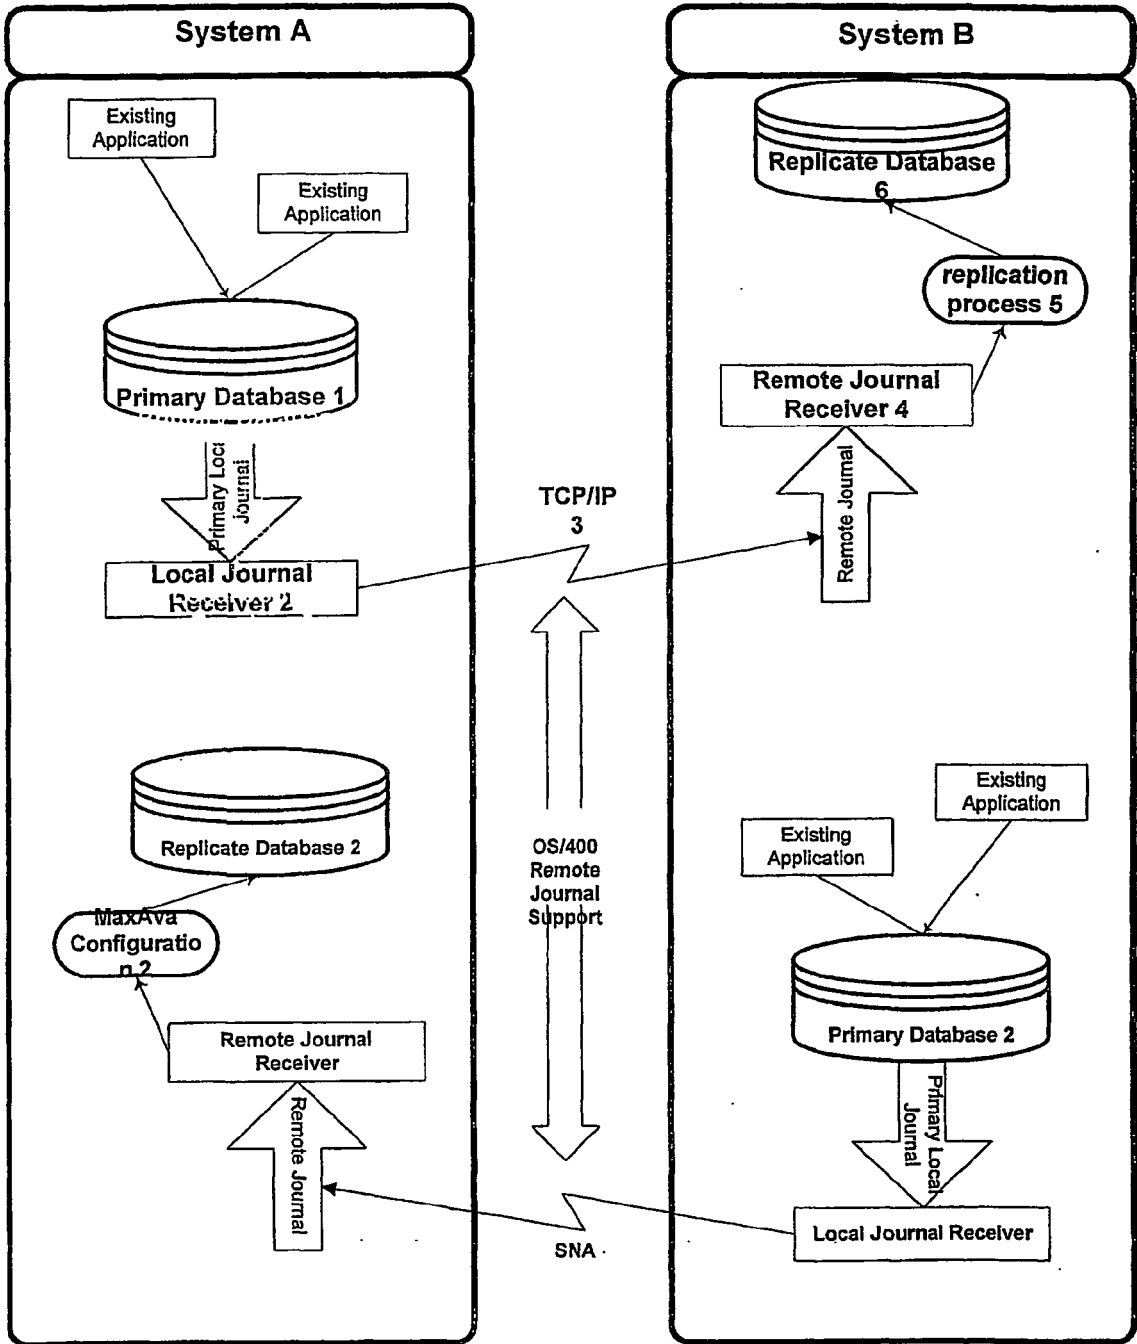 System A
Existing
Application
Existing
Application
Primary Database 1
Primary Loca
Journal
Local Journal
Receiver 2
Replicate Database 2
MaxAva
Configuratio
n 2
Remote Journal
Receiver
Remote Journal
TCP/IP
3
OS/400
Remote
Journal
Support
SNA
System B
Replicate Database
6
replication
process 5
Remote Journal
Receiver 4
Remote Journal
Existing
Application
Existing
Application
Primary Database 2
Primary Local
Journal
Local Journal Receiver